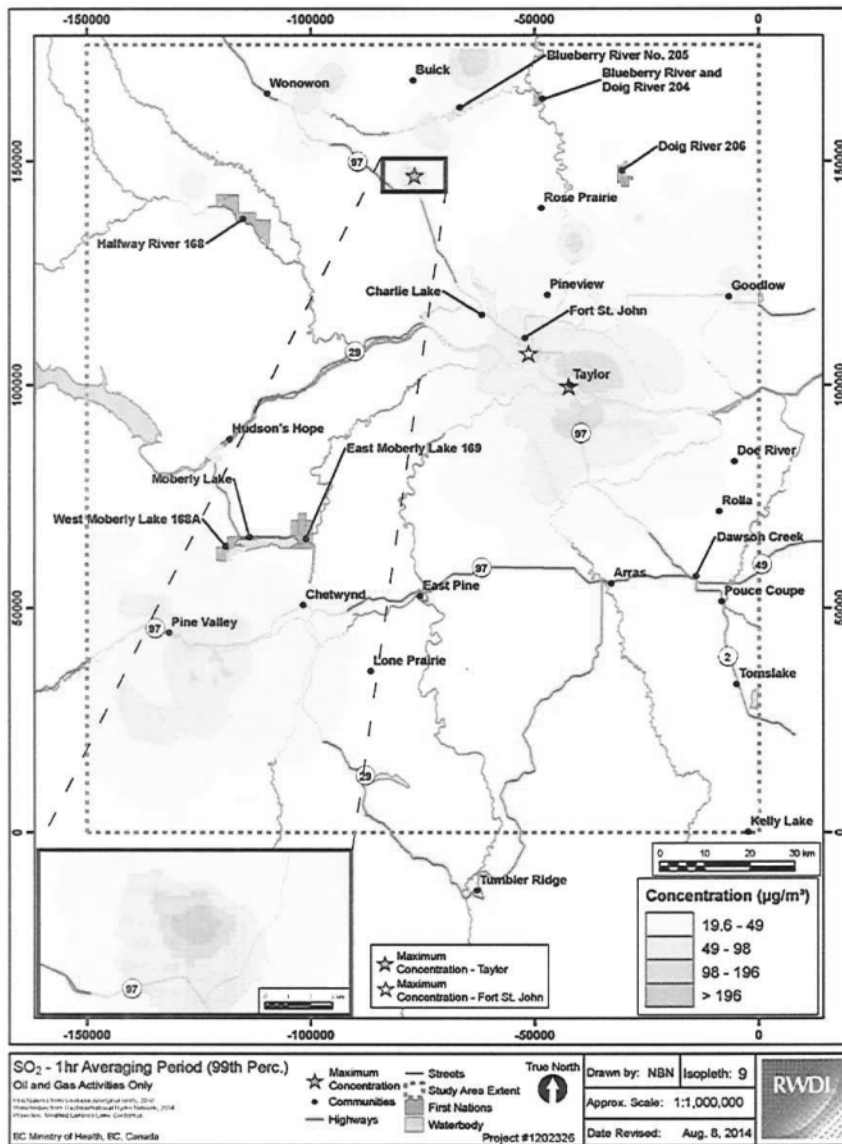 -150000
-100000
-50000
0
150000
100000
50000
0
150000
100000
50000
0
Blueberry River No. 205
Buick
Blueberry River and
Doig River 204
Wonowon
97
Doig River 206
Rose Prairie
Halfway River 168
Pineview
Goodlow
Charlie Lake
Fort St. John
29
Taylor
97
Hudson's Hope
East Moberly Lake 169
Doe River
Moberly Lake
Rolla
West Moberly Lake 168A
Dawson Creek
97
Arras
49
Chetwynd
East Pine
Pouce Coupe
97
Pine Valley
2
Lone Prairie
Tomslake
29
Kelly Lake
0 10 20 30 km
Tumbler Ridge
Concentration (µg/m³)
19.6 - 49
49 - 98
98 - 196
> 196
Maximum
Concentration - Taylor
Maximum
Concentration - Fort St. John
97
-150000
-100000
-50000
0
SO₂ - 1hr Averaging Period (99th Perc.)
Oil and Gas Activities Only
BC Ministry of Health, BC, Canada
Maximum
Concentration
Communities
Highways
Streets
Study Area Extent
First Nations
Waterbody
True North
Project #1202326
Drawn by: NBN
Isopleth: 9
Approx. Scale: 1:1,000,000
Date Revised: Aug. 8, 2014
RWDI